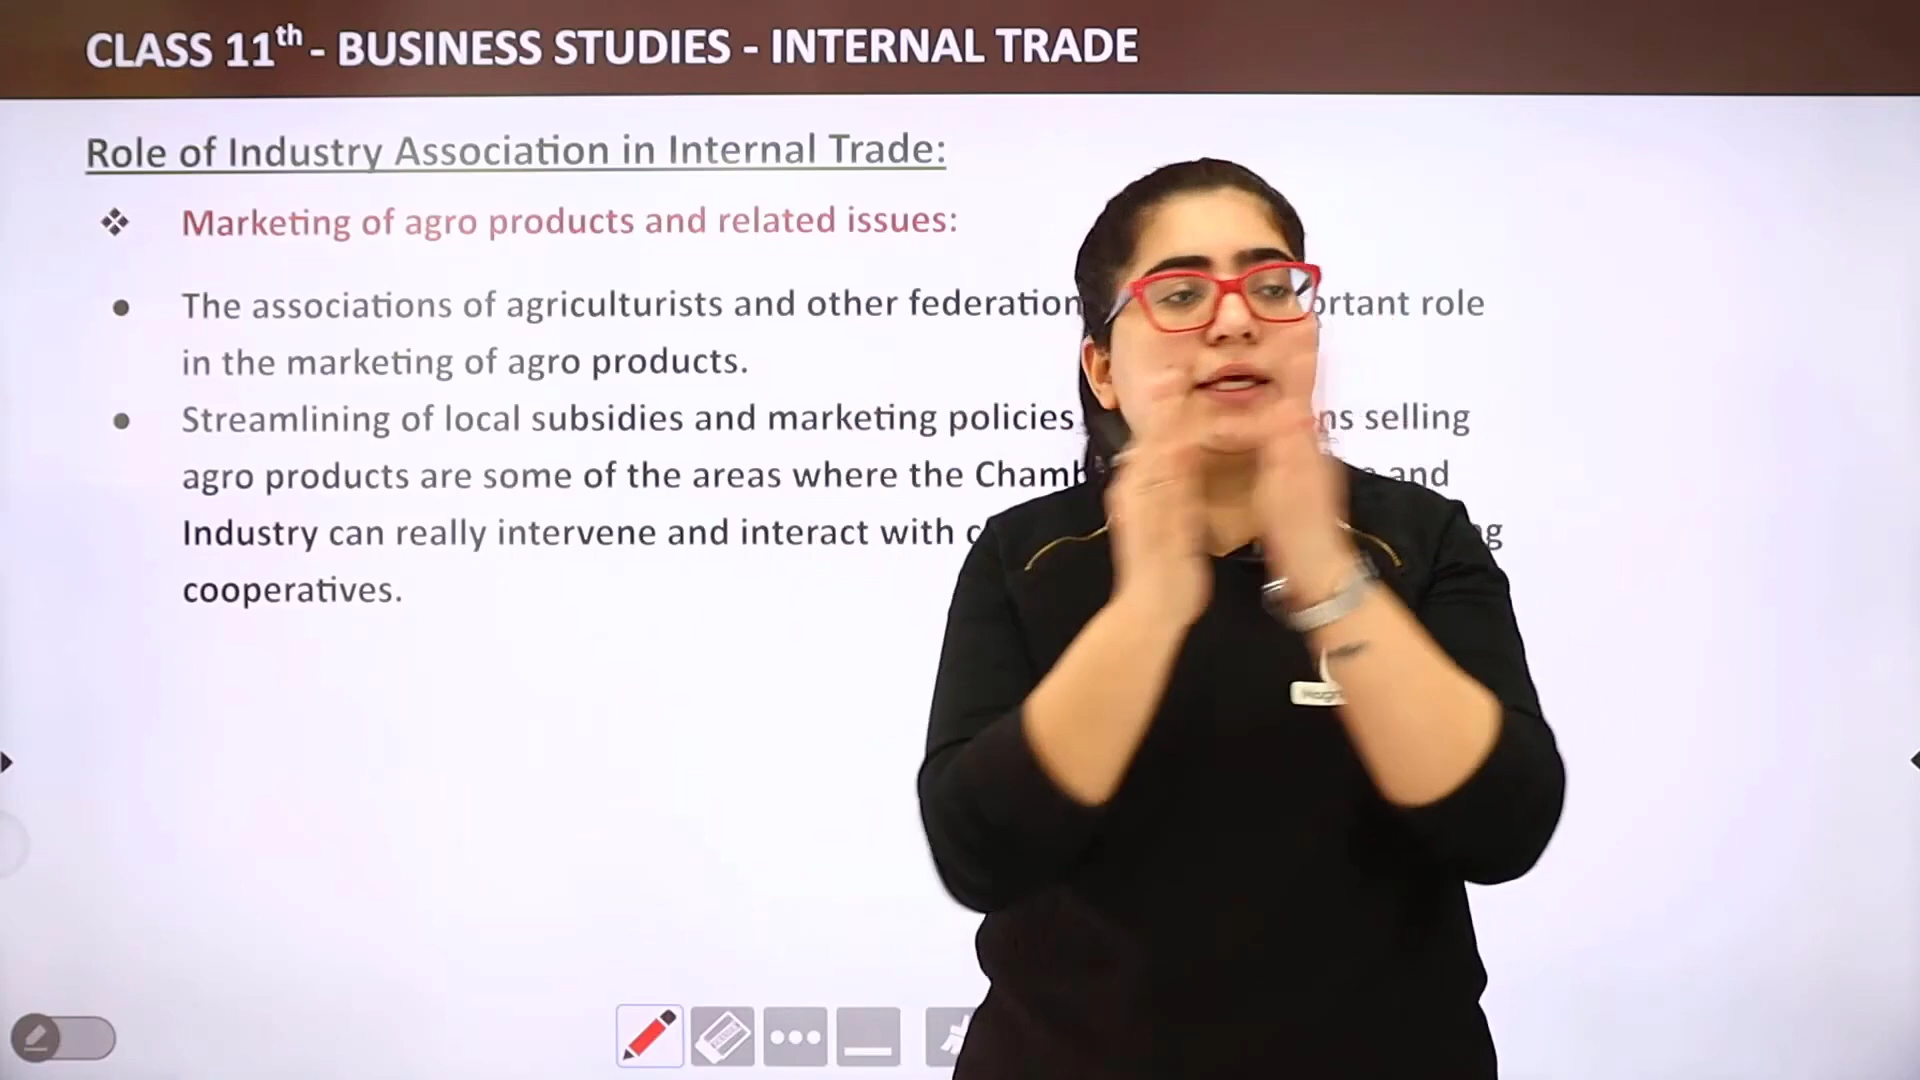 CLASS 11th - BUSINESS STUDIES - INTERNAL TRADE
Role of Industry Association in Internal Trade:
Marketing of agro products and related issues:
The associations of agriculturists and other federation role
in the marketing of agro products.
Streamlining of local subsidies and marketing policies selling
agro products are some of the areas where the and
Industry can really intervene and interact with
cooperatives.